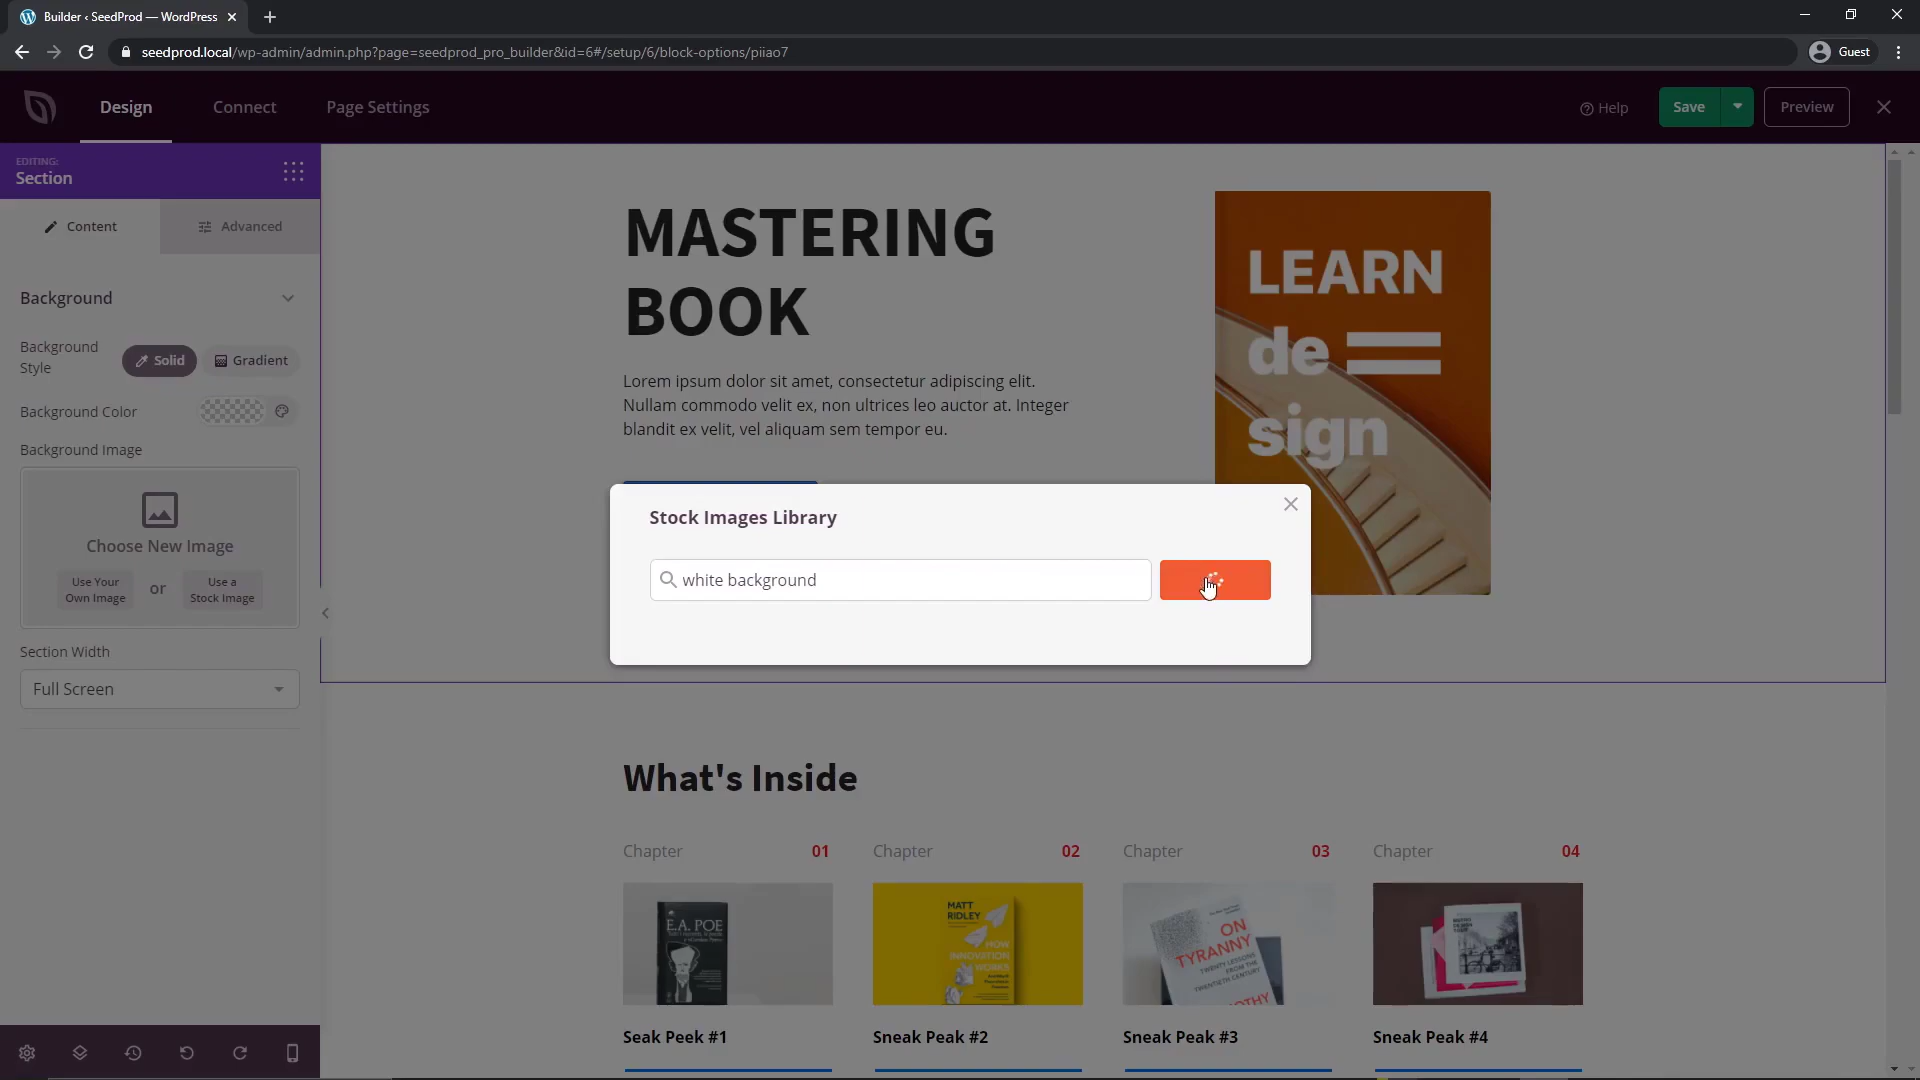 Builder ‹ SeedProd — WordPress
seedprod.local/wp-admin/admin.php?page=seedprod_pro_builder&id=6#/setup/6/block-options/piiao7
Guest
Design
Connect
Page Settings
Help
Save
Preview
EDITING:
Section
Content
Advanced
Background
Background
Style
Solid
Gradient
Background Color
Background Image
Choose New Image
Use Your
Own Image
or
Use a
Stock Image
Section Width
Full Screen
MASTERING
BOOK
Lorem ipsum dolor sit amet, consectetur adipiscing elit.
Nullam commodo velit ex, non ultrices leo auctor at. Integer
blandit ex velit, vel aliquam sem tempor eu.
LEARN
de
sign
Stock Images Library
white background
What's Inside
Chapter 01
Chapter 02
Chapter 03
Chapter 04
E.A. POE
MATT
RIDLEY
HOW
INNOVATION
WORKS
ON
TYRANNY
TWENTY LESSONS
FROM THE
TWENTIETH CENTURY
Seak Peek #1
Sneak Peak #2
Sneak Peak #3
Sneak Peak #4